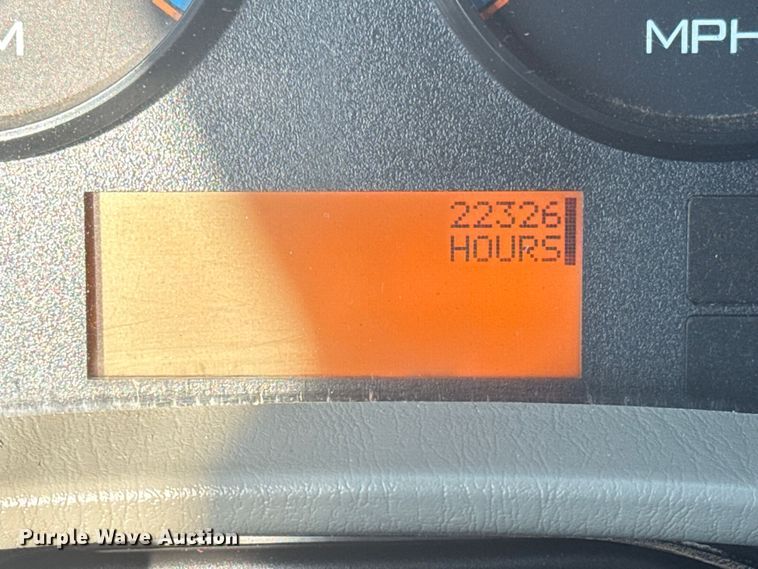 M
MPH
22326
HOURS
Purple Wave Auction